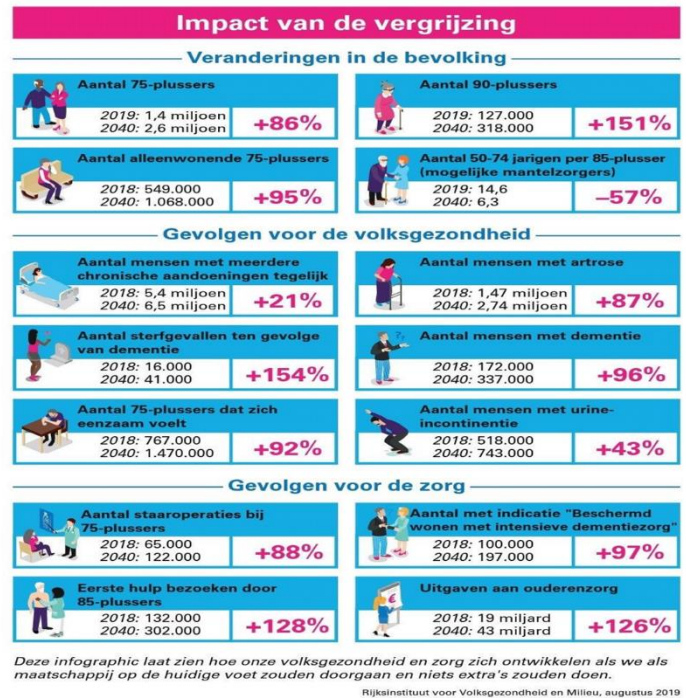 Impact van de vergrijzing
Veranderingen in de bevolking
Aantal 75-plussers
2019: 1,4 miljoen
2040: 2,6 miljoen
+86%
Aantal 90-plussers
2019: 127.000
2040: 318.000
+151%
Aantal alleenwonende 75-plussers
2018: 549.000
2040: 1.068.000
+95%
Aantal 50-74 jarigen per 85-plusser
(mogelijke mantelzorgers)
2019: 14,6
2040: 6,3
–57%
Gevolgen voor de volksgezondheid
Aantal mensen met meerdere
chronische aandoeningen tegelijk
2018: 5,4 miljoen
2040: 6,5 miljoen
+21%
Aantal mensen met artrose
2018: 1,47 miljoen
2040: 2,74 miljoen
+87%
Aantal sterfgevallen ten gevolge
van dementie
2018: 16.000
2040: 41.000
+154%
Aantal mensen met dementie
2018: 172.000
2040: 337.000
+96%
Aantal 75-plussers dat zich
eenzaam voelt
2018: 767.000
2040: 1.470.000
+92%
Aantal mensen met urine-
incontinentie
2018: 518.000
2040: 743.000
+43%
Gevolgen voor de zorg
Aantal staaroperaties bij
75-plussers
2018: 65.000
2040: 122.000
+88%
Aantal met indicatie "Beschermd
wonen met intensieve dementiezorg"
2018: 100.000
2040: 197.000
+97%
Eerste hulp bezoeken door
85-plussers
2018: 132.000
2040: 302.000
+128%
€
Uitgaven aan ouderenzorg
2018: 19 miljard
2040: 43 miljard
+126%
Deze infographic laat zien hoe onze volksgezondheid en zorg zich ontwikkelen als we als
maatschappij op de huidige voet zouden doorgaan en niets extra's zouden doen.
Rijksinstituut voor Volksgezondheid en Milieu, augustus 2019